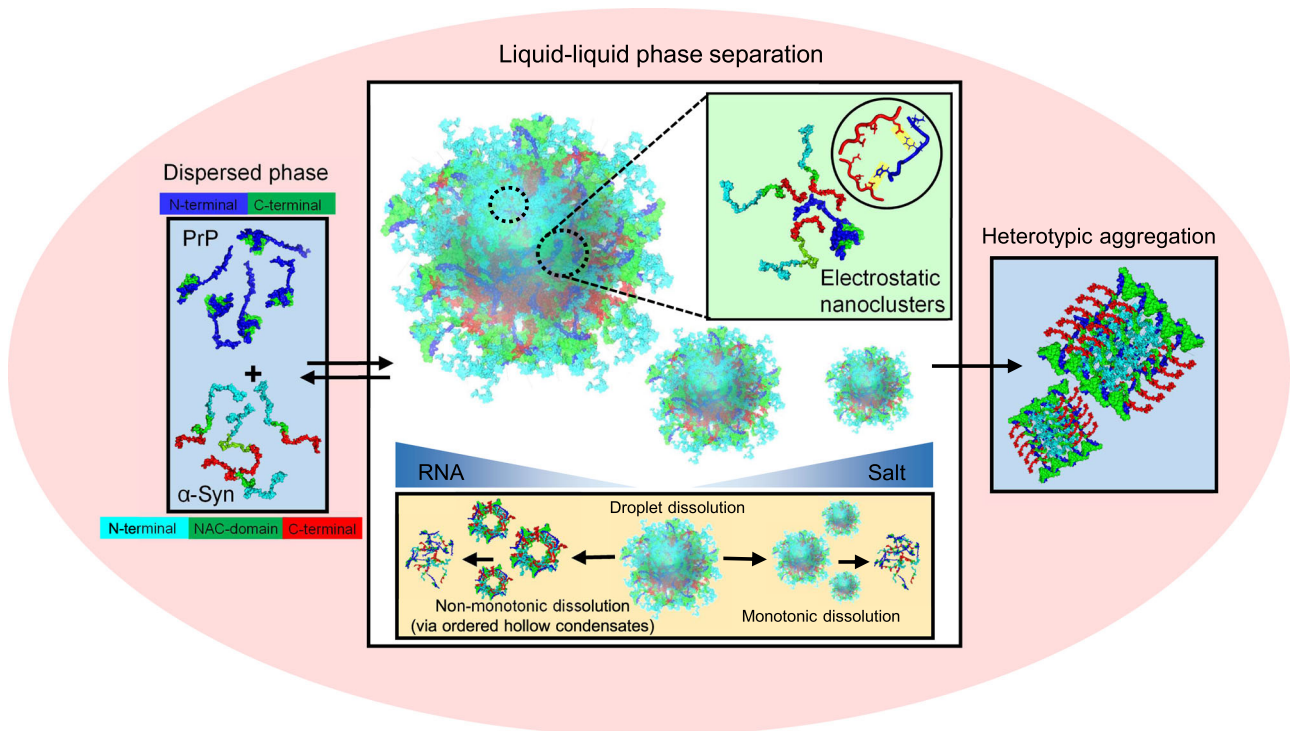 Liquid-liquid phase separation
Dispersed phase
N-terminal C-terminal
PrP
+
α-Syn
N-terminal NAC-domain C-terminal
Electrostatic
nanoclusters
Heterotypic aggregation
RNA
Salt
Droplet dissolution
Non-monotonic dissolution
(via ordered hollow condensates)
Monotonic dissolution